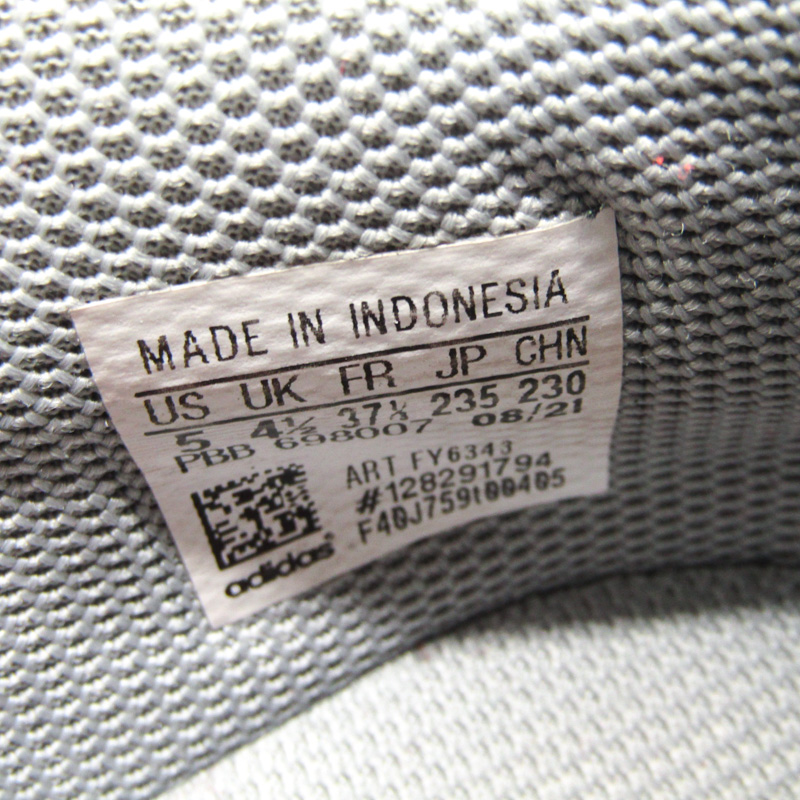 MADE IN INDONESIA
US UK FR JP CHN
5 4½ 37⅓ 235 230
PBB 698007 08/21
ART FY6343
#128291794
F40J759t00405
adidas